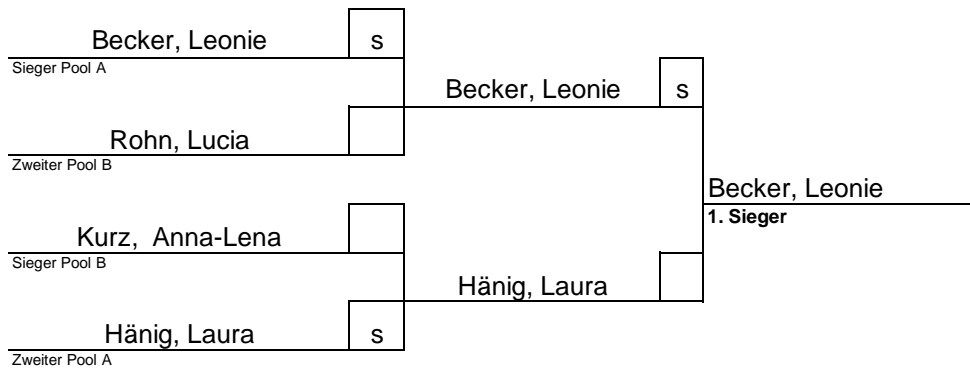 Becker, Leonie s
Sieger Pool A
Becker, Leonie s
Rohn, Lucia
Zweiter Pool B
Becker, Leonie
1. Sieger
Kurz, Anna-Lena
Sieger Pool B
Hänig, Laura
Hänig, Laura s
Zweiter Pool A